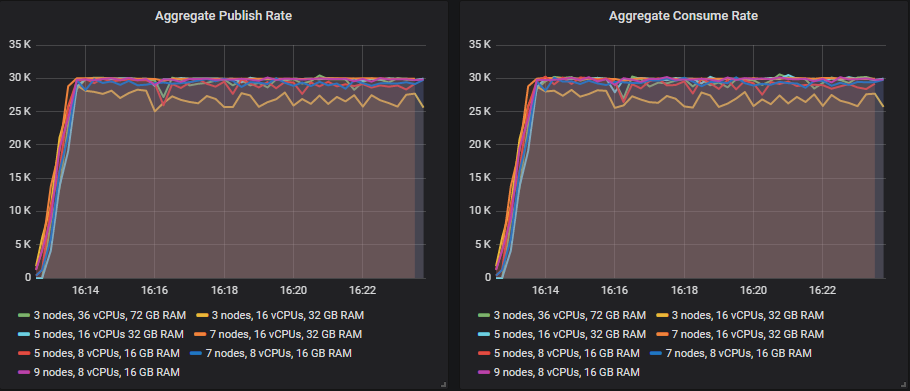 Aggregate Publish Rate
35 K
30 K
25 K
20 K
15 K
10 K
5 K
0
16:14 16:16 16:18 16:20 16:22
3 nodes, 36 vCPUs, 72 GB RAM 3 nodes, 16 vCPUs, 32 GB RAM
5 nodes, 16 vCPUs 32 GB RAM 7 nodes, 16 vCPUs, 32 GB RAM
5 nodes, 8 vCPUs, 16 GB RAM 7 nodes, 8 vCPUs, 16 GB RAM
9 nodes, 8 vCPUs, 16 GB RAM
Aggregate Consume Rate
35 K
30 K
25 K
20 K
15 K
10 K
5 K
0
16:14 16:16 16:18 16:20 16:22
3 nodes, 36 vCPUs, 72 GB RAM 3 nodes, 16 vCPUs, 32 GB RAM
5 nodes, 16 vCPUs 32 GB RAM 7 nodes, 16 vCPUs, 32 GB RAM
5 nodes, 8 vCPUs, 16 GB RAM 7 nodes, 8 vCPUs, 16 GB RAM
9 nodes, 8 vCPUs, 16 GB RAM